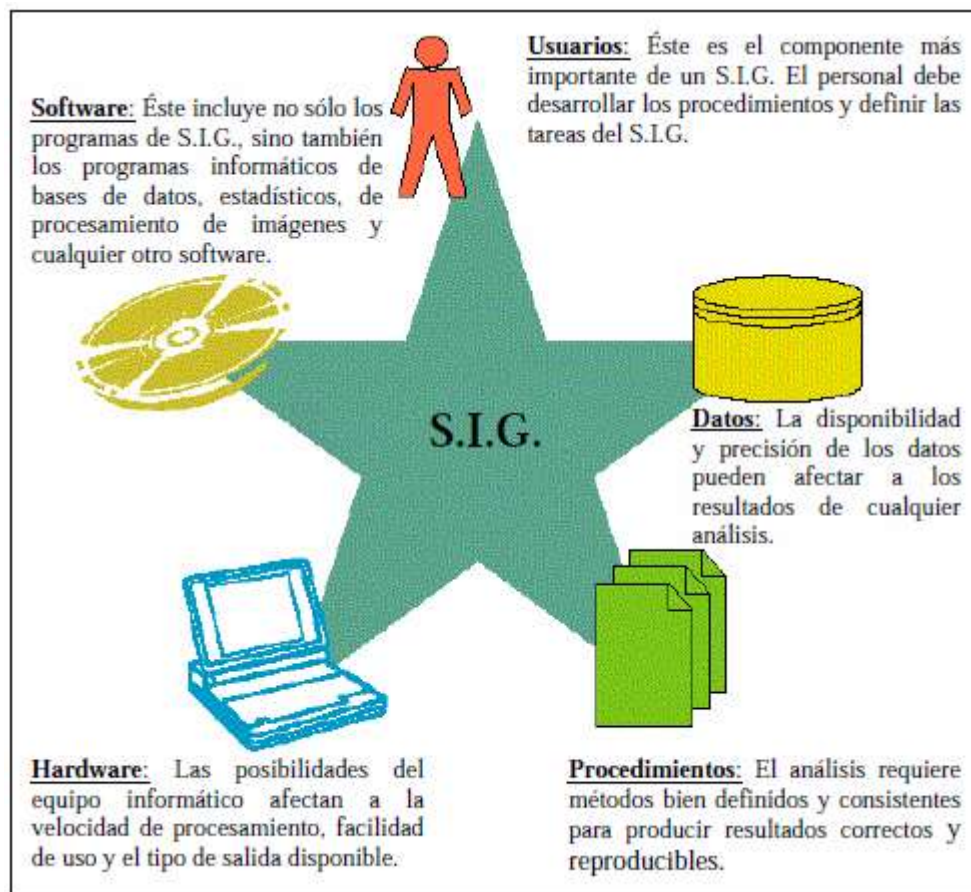 Usuarios: Éste es el componente más
importante de un S.I.G. El personal debe
desarrollar los procedimientos y definir las
tareas del S.I.G.
Software: Éste incluye no sólo los
programas de S.I.G., sino también
los programas informáticos de
bases de datos, estadísticos, de
procesamiento de imágenes y
cualquier otro software.
S.I.G.
Datos: La disponibilidad
y precisión de los datos
pueden afectar a los
resultados de cualquier
análisis.
Hardware: Las posibilidades del
equipo informático afectan a la
velocidad de procesamiento, facilidad
de uso y el tipo de salida disponible.
Procedimientos: El análisis requiere
métodos bien definidos y consistentes
para producir resultados correctos y
reproducibles.